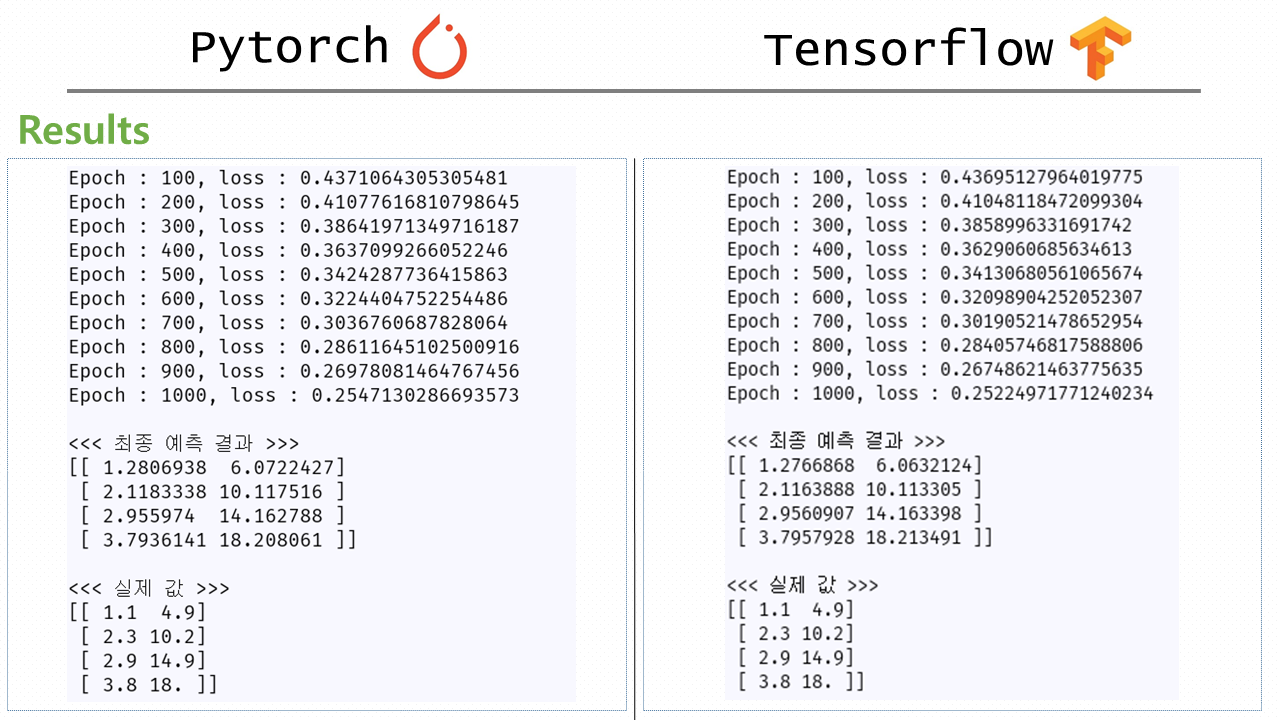 Pytorch
Tensorflow
Results
Epoch : 100, loss : 0.4371064305305481
Epoch : 200, loss : 0.41077616810798645
Epoch : 300, loss : 0.38641971349716187
Epoch : 400, loss : 0.3637099266052246
Epoch : 500, loss : 0.3424287736415863
Epoch : 600, loss : 0.3224404752254486
Epoch : 700, loss : 0.3036760687828064
Epoch : 800, loss : 0.28611645102500916
Epoch : 900, loss : 0.26978081464767456
Epoch : 1000, loss : 0.2547130286693573
<<< 최종 예측 결과 >>>
[[ 1.2806938  6.0722427]
[ 2.1183338 10.117516 ]
[ 2.955974  14.162788 ]
[ 3.7936141 18.208061 ]]
<<< 실제 값 >>>
[[ 1.1  4.9]
[ 2.3 10.2]
[ 2.9 14.9]
[ 3.8 18. ]]
Epoch : 100, loss : 0.43695127964019775
Epoch : 200, loss : 0.41048118472099304
Epoch : 300, loss : 0.3858996331691742
Epoch : 400, loss : 0.3629060685634613
Epoch : 500, loss : 0.34130680561065674
Epoch : 600, loss : 0.32098904252052307
Epoch : 700, loss : 0.30190521478652954
Epoch : 800, loss : 0.28405746817588806
Epoch : 900, loss : 0.26748621463775635
Epoch : 1000, loss : 0.25224971771240234
<<< 최종 예측 결과 >>>
[[ 1.2766868  6.0632124]
[ 2.1163888 10.113305 ]
[ 2.9560907 14.163398 ]
[ 3.7957928 18.213491 ]]
<<< 실제 값 >>>
[[ 1.1  4.9]
[ 2.3 10.2]
[ 2.9 14.9]
[ 3.8 18. ]]